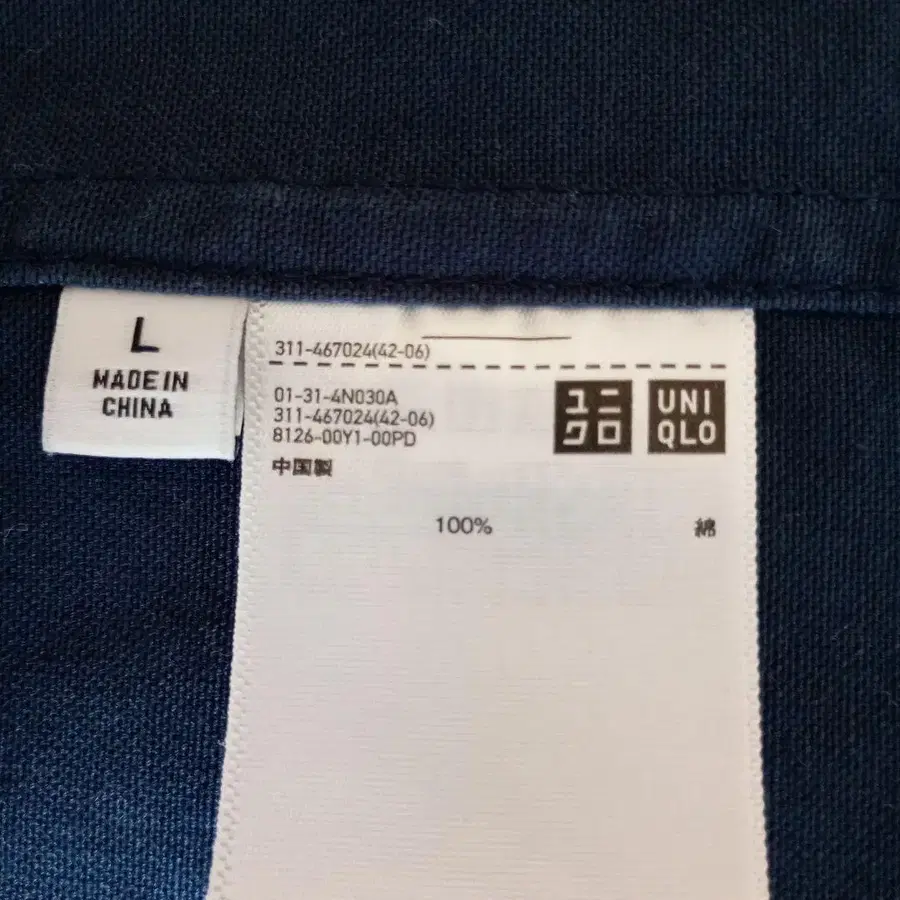 L
MADE IN
CHINA
311-467024(42-06)
01-31-4N030A
311-467024(42-06)
8126-00Y1-00PD
中国製
ユニ
クロ
UNI
QLO
100% 綿